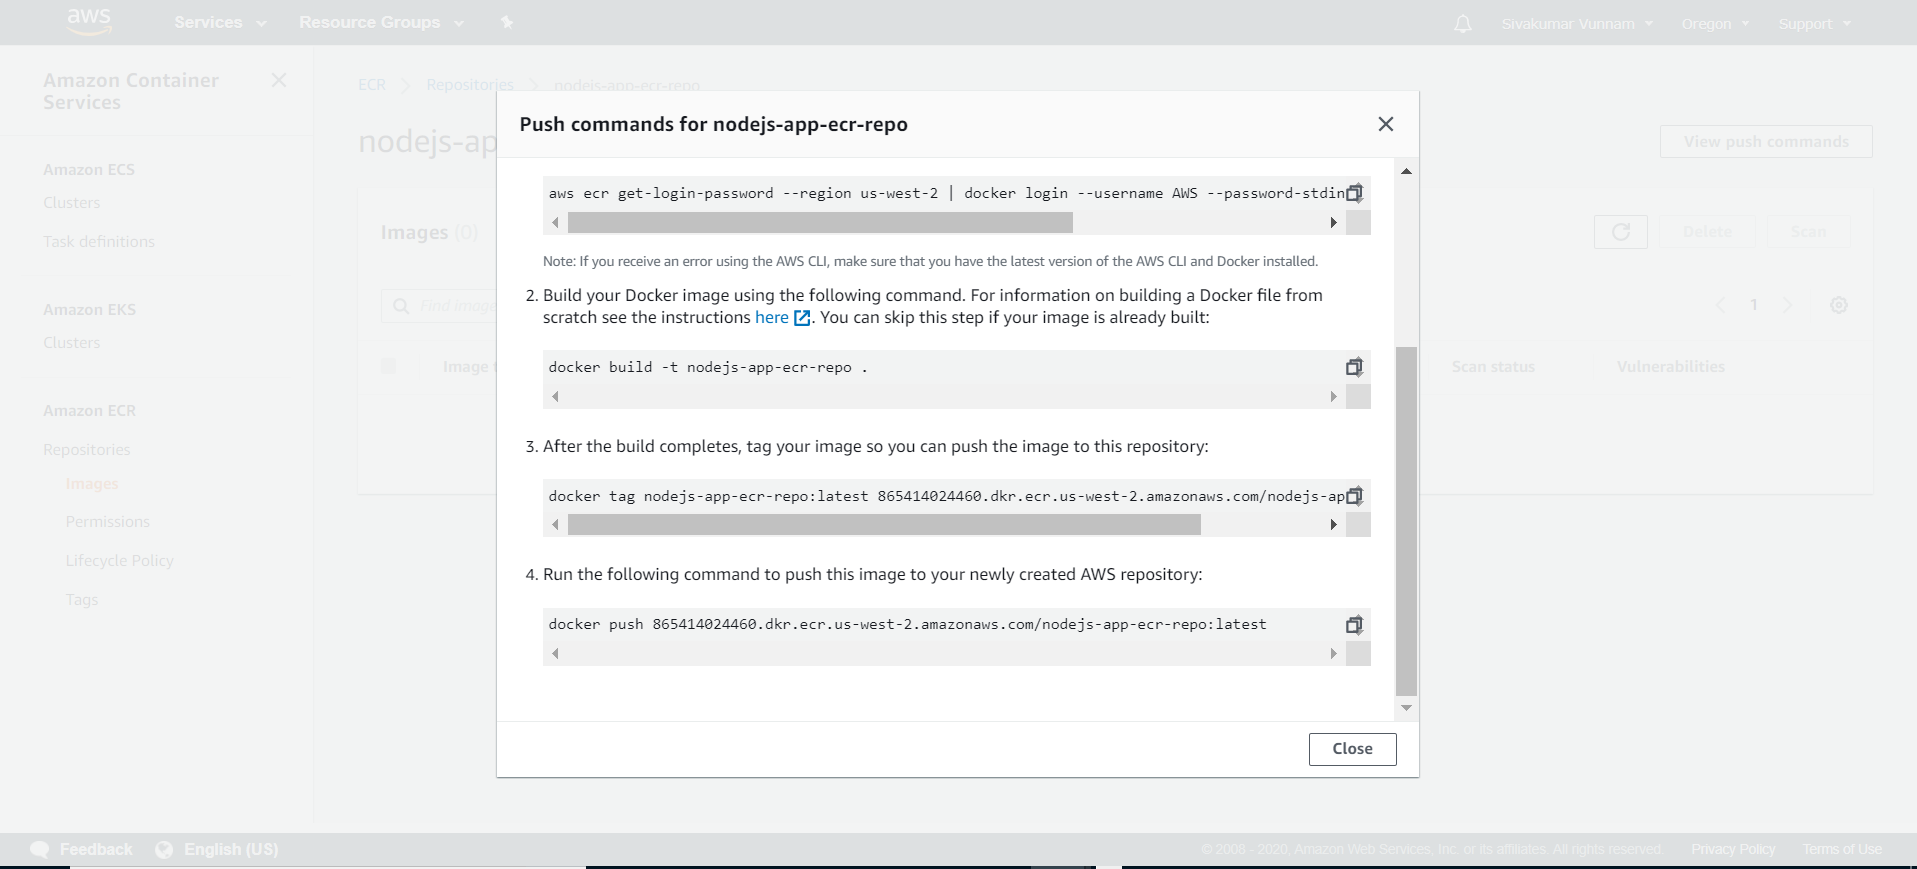 aws
Services
Resource Groups
Sivakumar Vunnam
Oregon
Support
Amazon Container
Services
Amazon ECS
Clusters
Task definitions
Amazon EKS
Clusters
Amazon ECR
Repositories
Images
Permissions
Lifecycle Policy
Tags
ECR
Repositories
nodejs-app-ecr-repo
nodejs-ap
View push commands
Images (0)
Delete
Scan
Find image
1
Image t
Scan status
Vulnerabilities
Push commands for nodejs-app-ecr-repo
aws ecr get-login-password --region us-west-2 | docker login --username AWS --password-stdin
Note: If you receive an error using the AWS CLI, make sure that you have the latest version of the AWS CLI and Docker installed.
2. Build your Docker image using the following command. For information on building a Docker file from
scratch see the instructions here. You can skip this step if your image is already built:
docker build -t nodejs-app-ecr-repo .
3. After the build completes, tag your image so you can push the image to this repository:
docker tag nodejs-app-ecr-repo:latest 865414024460.dkr.ecr.us-west-2.amazonaws.com/nodejs-ap
4. Run the following command to push this image to your newly created AWS repository:
docker push 865414024460.dkr.ecr.us-west-2.amazonaws.com/nodejs-app-ecr-repo:latest
Close
Feedback
English (US)
© 2008 - 2020, Amazon Web Services, Inc. or its affiliates. All rights reserved.
Privacy Policy
Terms of Use